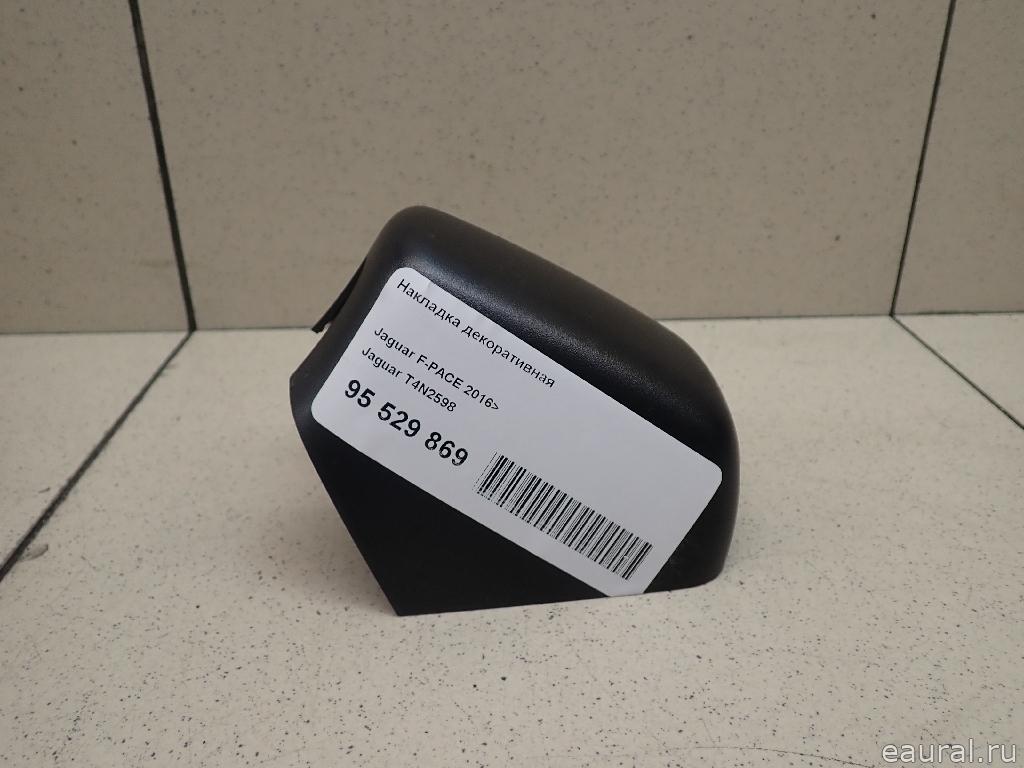 Накладка декоративная
Jaguar F-PACE 2016>
Jaguar T4N2598
95 529 869
eaural.ru